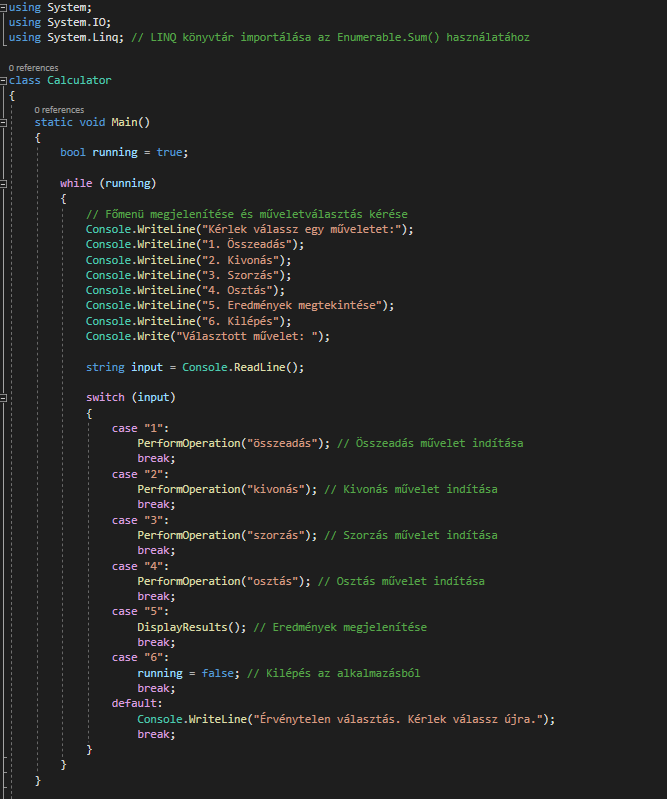 using System;
using System.IO;
using System.Linq; // LINQ könyvtár importálása az Enumerable.Sum() használatához
0 references
class Calculator
{
0 references
static void Main()
{
bool running = true;
while (running)
{
// Főmenü megjelenítése és műveletválasztás kérése
Console.WriteLine("Kérlek válassz egy műveletet:");
Console.WriteLine("1. Összeadás");
Console.WriteLine("2. Kivonás");
Console.WriteLine("3. Szorzás");
Console.WriteLine("4. Osztás");
Console.WriteLine("5. Eredmények megtekintése");
Console.WriteLine("6. Kilépés");
Console.Write("Választott művelet: ");
string input = Console.ReadLine();
switch (input)
{
case "1":
PerformOperation("összeadás"); // Összeadás művelet indítása
break;
case "2":
PerformOperation("kivonás"); // Kivonás művelet indítása
break;
case "3":
PerformOperation("szorzás"); // Szorzás művelet indítása
break;
case "4":
PerformOperation("osztás"); // Osztás művelet indítása
break;
case "5":
DisplayResults(); // Eredmények megjelenítése
break;
case "6":
running = false; // Kilépés az alkalmazásból
break;
default:
Console.WriteLine("Érvénytelen választás. Kérlek válassz újra.");
break;
}
}
}